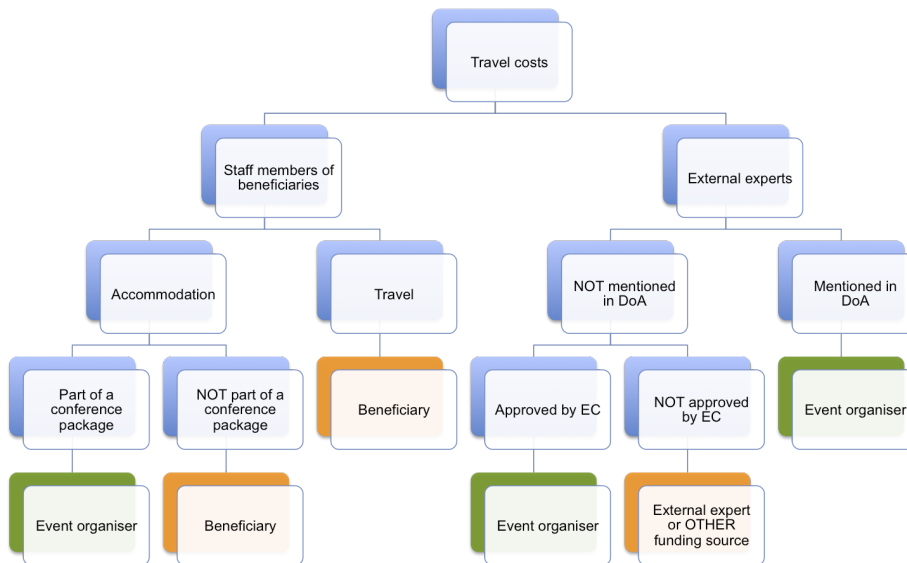 Travel costs
Staff members of
beneficiaries
External experts
Accommodation
Travel
NOT mentioned
in DoA
Mentioned in
DoA
Part of a
conference
package
NOT part of a
conference
package
Beneficiary
Approved by EC
NOT approved
by EC
Event organiser
Event organiser
Beneficiary
Event organiser
External expert
or OTHER
funding source